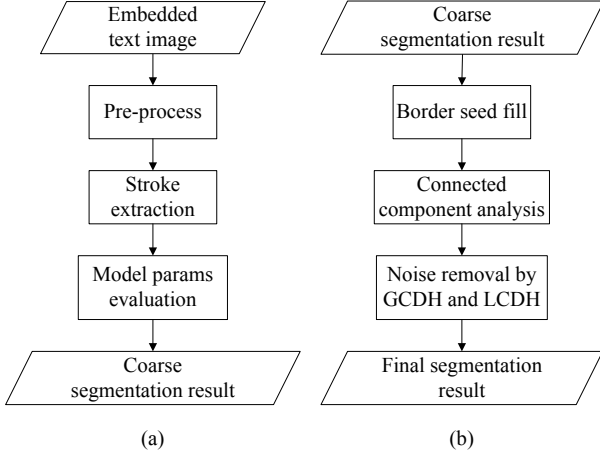 Embedded
text image
Pre-process
Stroke
extraction
Model params
evaluation
Coarse
segmentation result
(a)
Coarse
segmentation result
Border seed fill
Connected
component analysis
Noise removal by
GCDH and LCDH
Final segmentation
result
(b)